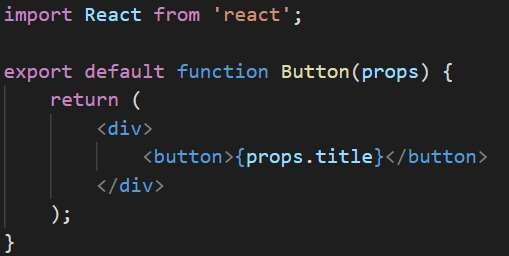 import React from 'react';
export default function Button(props) {
return (
<div>
<button>{props.title}</button>
</div>
);
}